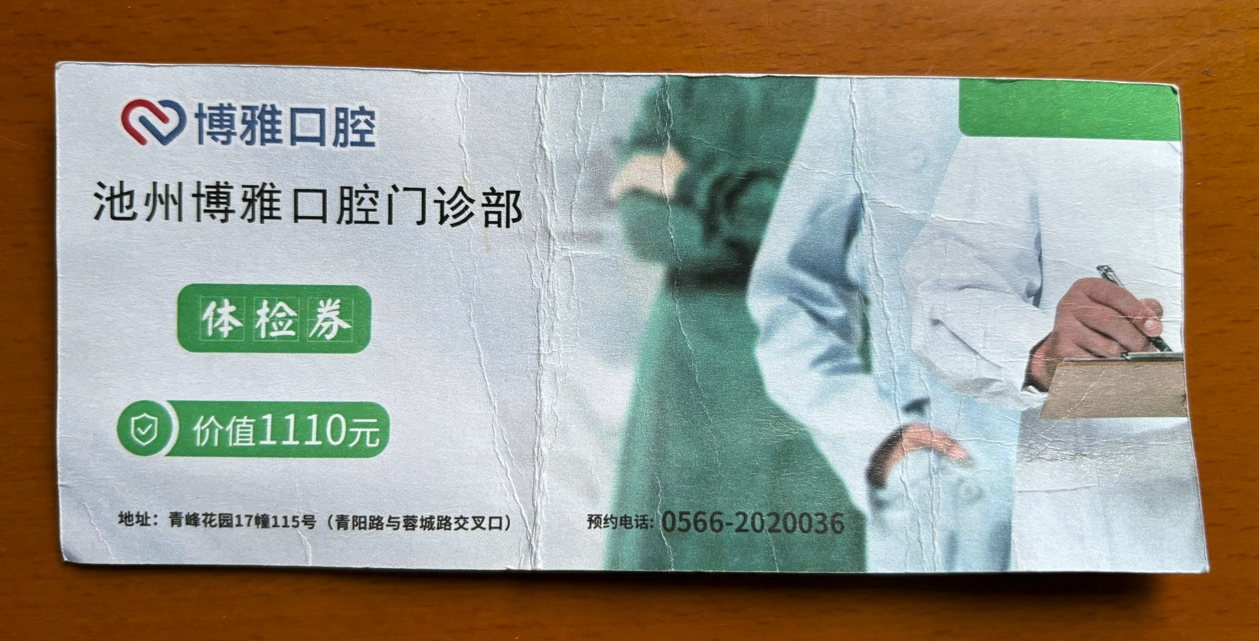 博雅口腔
池州博雅口腔门诊部
体检券
价值1110元
地址：青峰花园17幢115号（青阳路与蓉城路交叉口）
预约电话: 0566-2020036